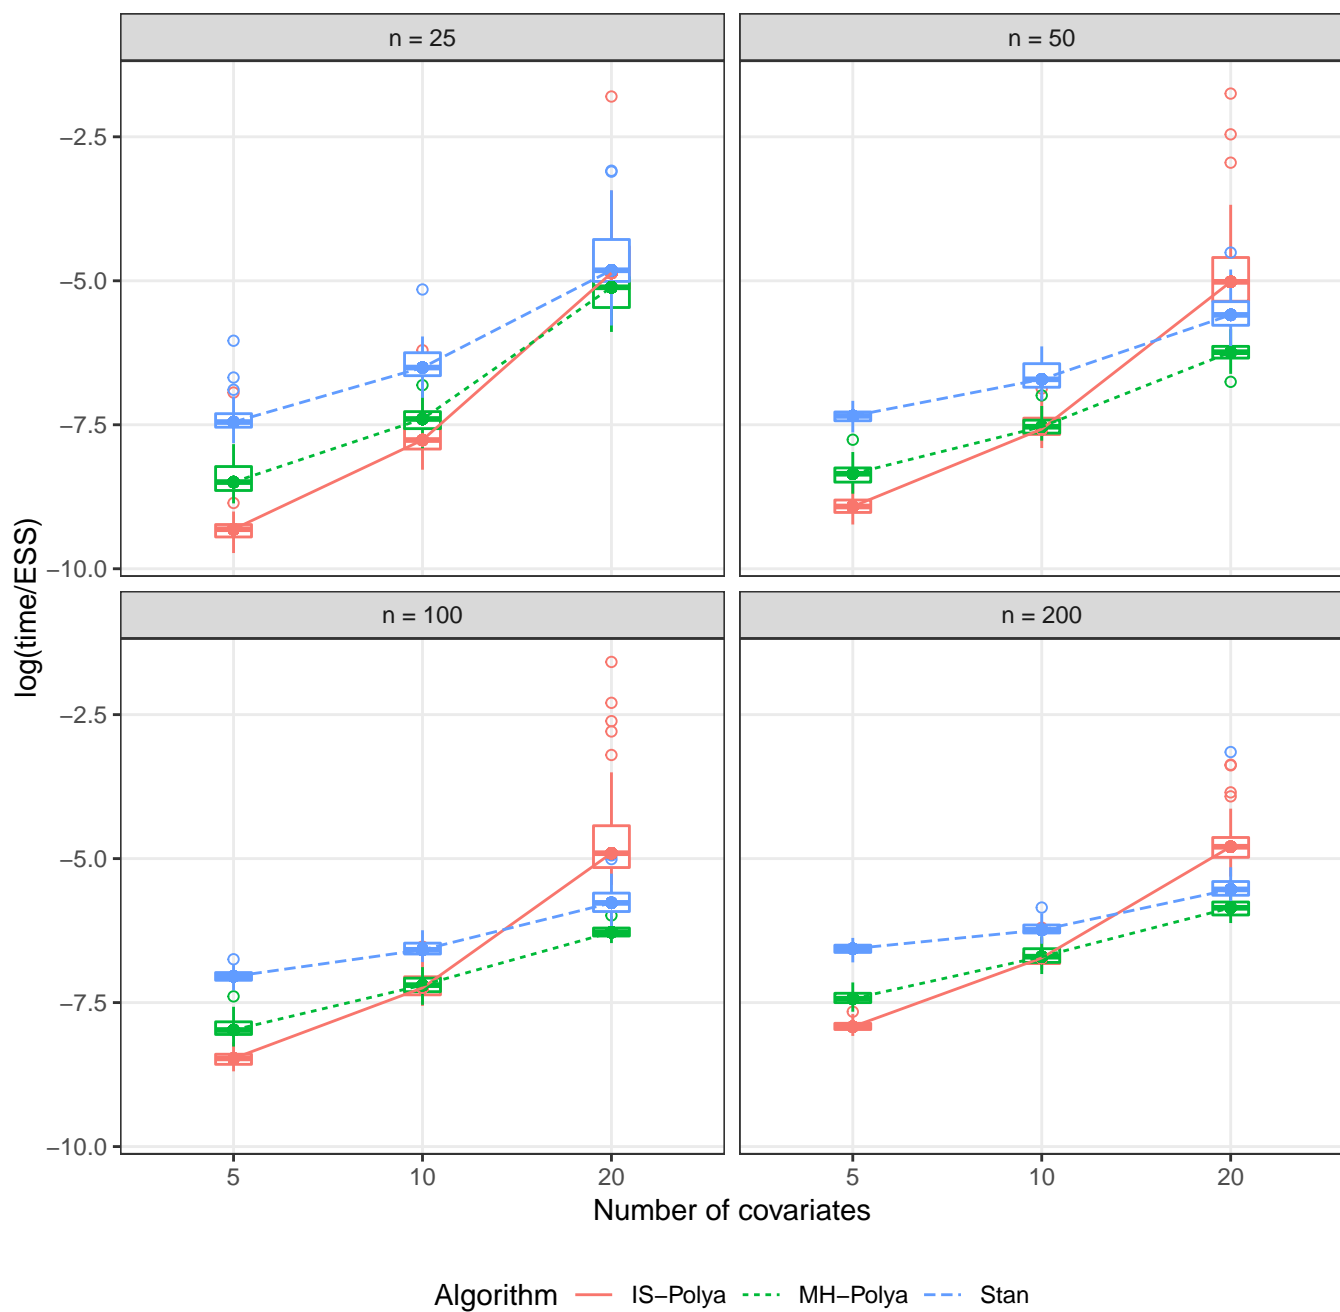 n = 25
n = 50
−2.5
−5.0
−7.5
−10.0
n = 100
n = 200
−2.5
−5.0
−7.5
−10.0
log(time/ESS)
5 10 20 5 10 20
Number of covariates
Algorithm IS−Polya MH−Polya Stan